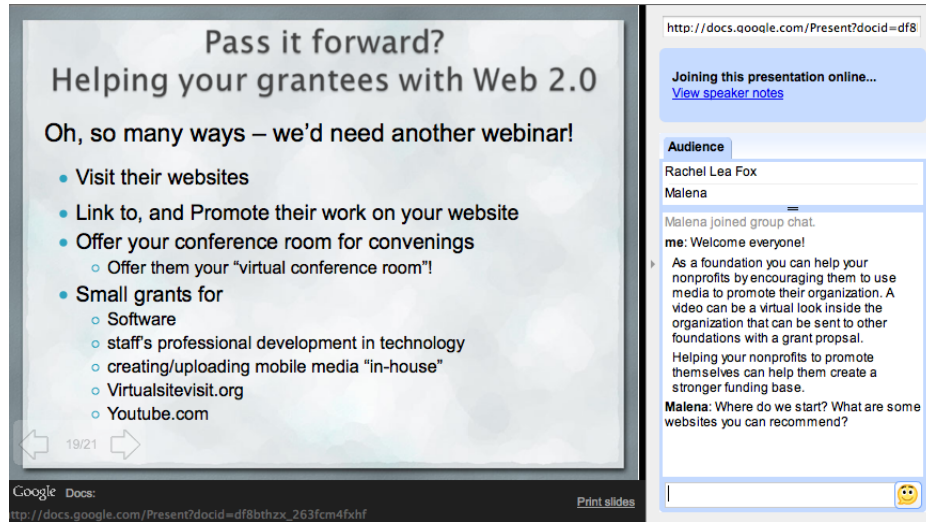 Pass it forward?
Helping your grantees with Web 2.0
Oh, so many ways – we’d need another webinar!
• Visit their websites
• Link to, and Promote their work on your website
• Offer your conference room for convenings
○ Offer them your “virtual conference room”!
• Small grants for
○ Software
○ staff’s professional development in technology
○ creating/uploading mobile media “in-house”
○ Virtualsitevisit.org
○ Youtube.com
19/21
Google Docs:
Print slides
ttp://docs.google.com/Present?docid=df8bthzx_263fcm4fxhf
http://docs.google.com/Present?docid=df8
Joining this presentation online...
View speaker notes
Audience
Rachel Lea Fox
Malena
Malena joined group chat.
me: Welcome everyone!
As a foundation you can help your
nonprofits by encouraging them to use
media to promote their organization. A
video can be a virtual look inside the
organization that can be sent to other
foundations with a grant propsal.
Helping your nonprofits to promote
themselves can help them create a
stronger funding base.
Malena: Where do we start? What are some
websites you can recommend?